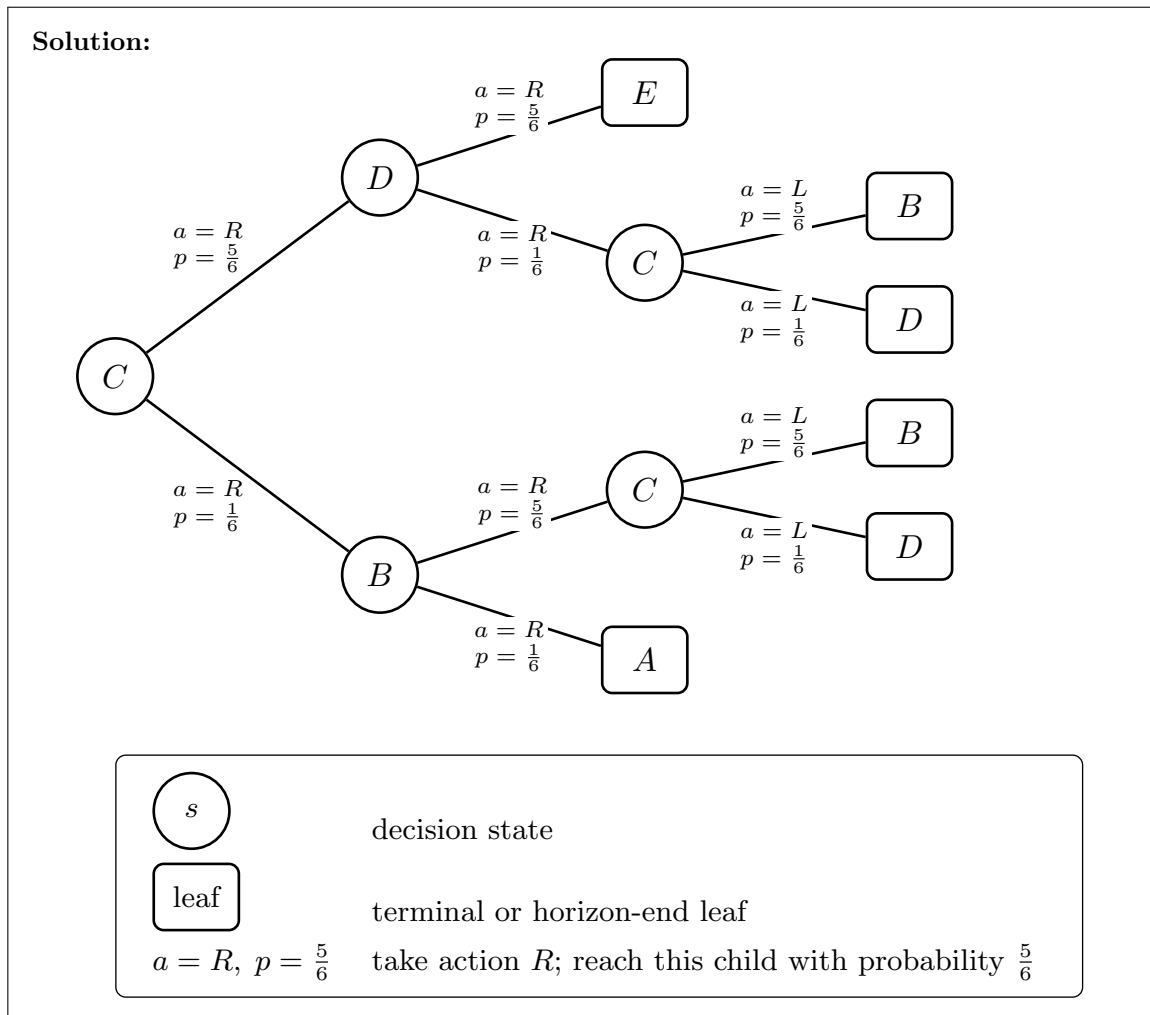 Solution:
a = R
p = 5/6
E
D
a = L
p = 5/6
B
a = R
p = 5/6
a = R
p = 1/6
C
a = L
p = 1/6
D
C
a = L
p = 5/6
B
a = R
p = 1/6
a = R
p = 5/6
C
a = L
p = 1/6
D
B
a = R
p = 1/6
A
s
decision state
leaf
terminal or horizon-end leaf
a = R, p = 5/6 take action R; reach this child with probability 5/6